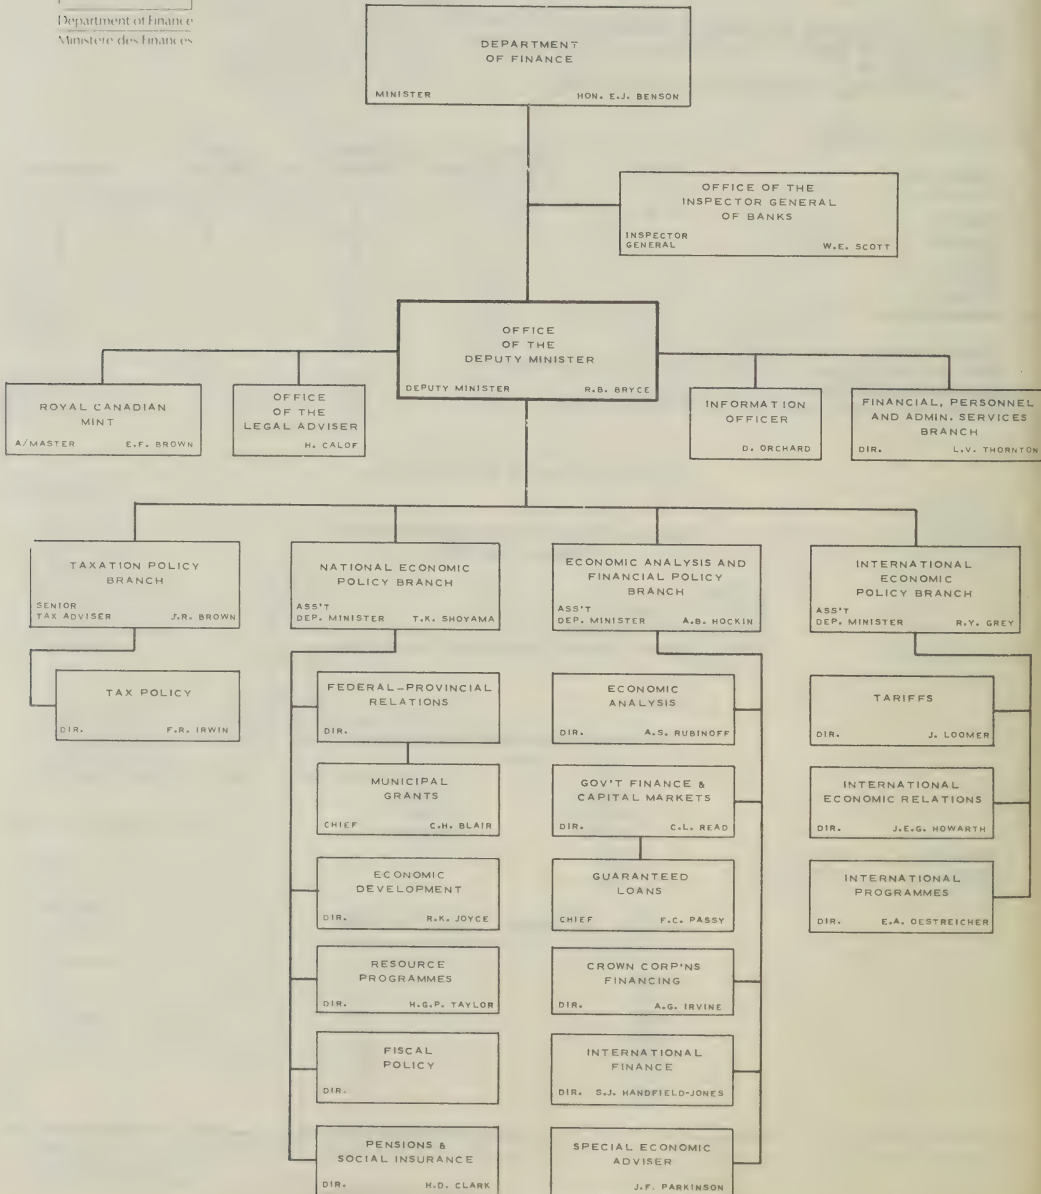 Department of Finance
Ministère des Finances
DEPARTMENT
OF FINANCE
MINISTER HON. E.J. BENSON
OFFICE OF THE
INSPECTOR GENERAL
OF BANKS
INSPECTOR
GENERAL W.E. SCOTT
OFFICE
OF THE
DEPUTY MINISTER
DEPUTY MINISTER R.B. BRYCE
ROYAL CANADIAN
MINT
A/MASTER E.F. BROWN
OFFICE
OF THE
LEGAL ADVISER
H. CALOF
INFORMATION
OFFICER
D. ORCHARD
FINANCIAL, PERSONNEL
AND ADMIN. SERVICES
BRANCH
DIR. L.V. THORNTON
TAXATION POLICY
BRANCH
SENIOR
TAX ADVISER J.R. BROWN
TAX POLICY
DIR. F.R. IRWIN
NATIONAL ECONOMIC
POLICY BRANCH
ASS'T
DEP. MINISTER T.K. SHOYAMA
FEDERAL-PROVINCIAL
RELATIONS
DIR.
MUNICIPAL
GRANTS
CHIEF C.H. BLAIR
ECONOMIC
DEVELOPMENT
DIR. R.K. JOYCE
RESOURCE
PROGRAMMES
DIR. H.G.P. TAYLOR
FISCAL
POLICY
DIR.
PENSIONS &
SOCIAL INSURANCE
DIR. H.D. CLARK
ECONOMIC ANALYSIS AND
FINANCIAL POLICY
BRANCH
ASS'T
DEP. MINISTER A.B. HOCKIN
ECONOMIC
ANALYSIS
DIR. A.S. RUBINOFF
GOV'T FINANCE &
CAPITAL MARKETS
DIR. C.L. READ
GUARANTEED
LOANS
CHIEF F.C. PASSY
CROWN CORP'NS
FINANCING
DIR. A.G. IRVINE
INTERNATIONAL
FINANCE
DIR. S.J. HANDFIELD-JONES
SPECIAL ECONOMIC
ADVISER
J.F. PARKINSON
INTERNATIONAL
ECONOMIC
POLICY BRANCH
ASS'T
DEP. MINISTER R.Y. GREY
TARIFFS
DIR. J. LOOMER
INTERNATIONAL
ECONOMIC RELATIONS
DIR. J.E.G. HOWARTH
INTERNATIONAL
PROGRAMMES
DIR. E.A. OESTREICHER